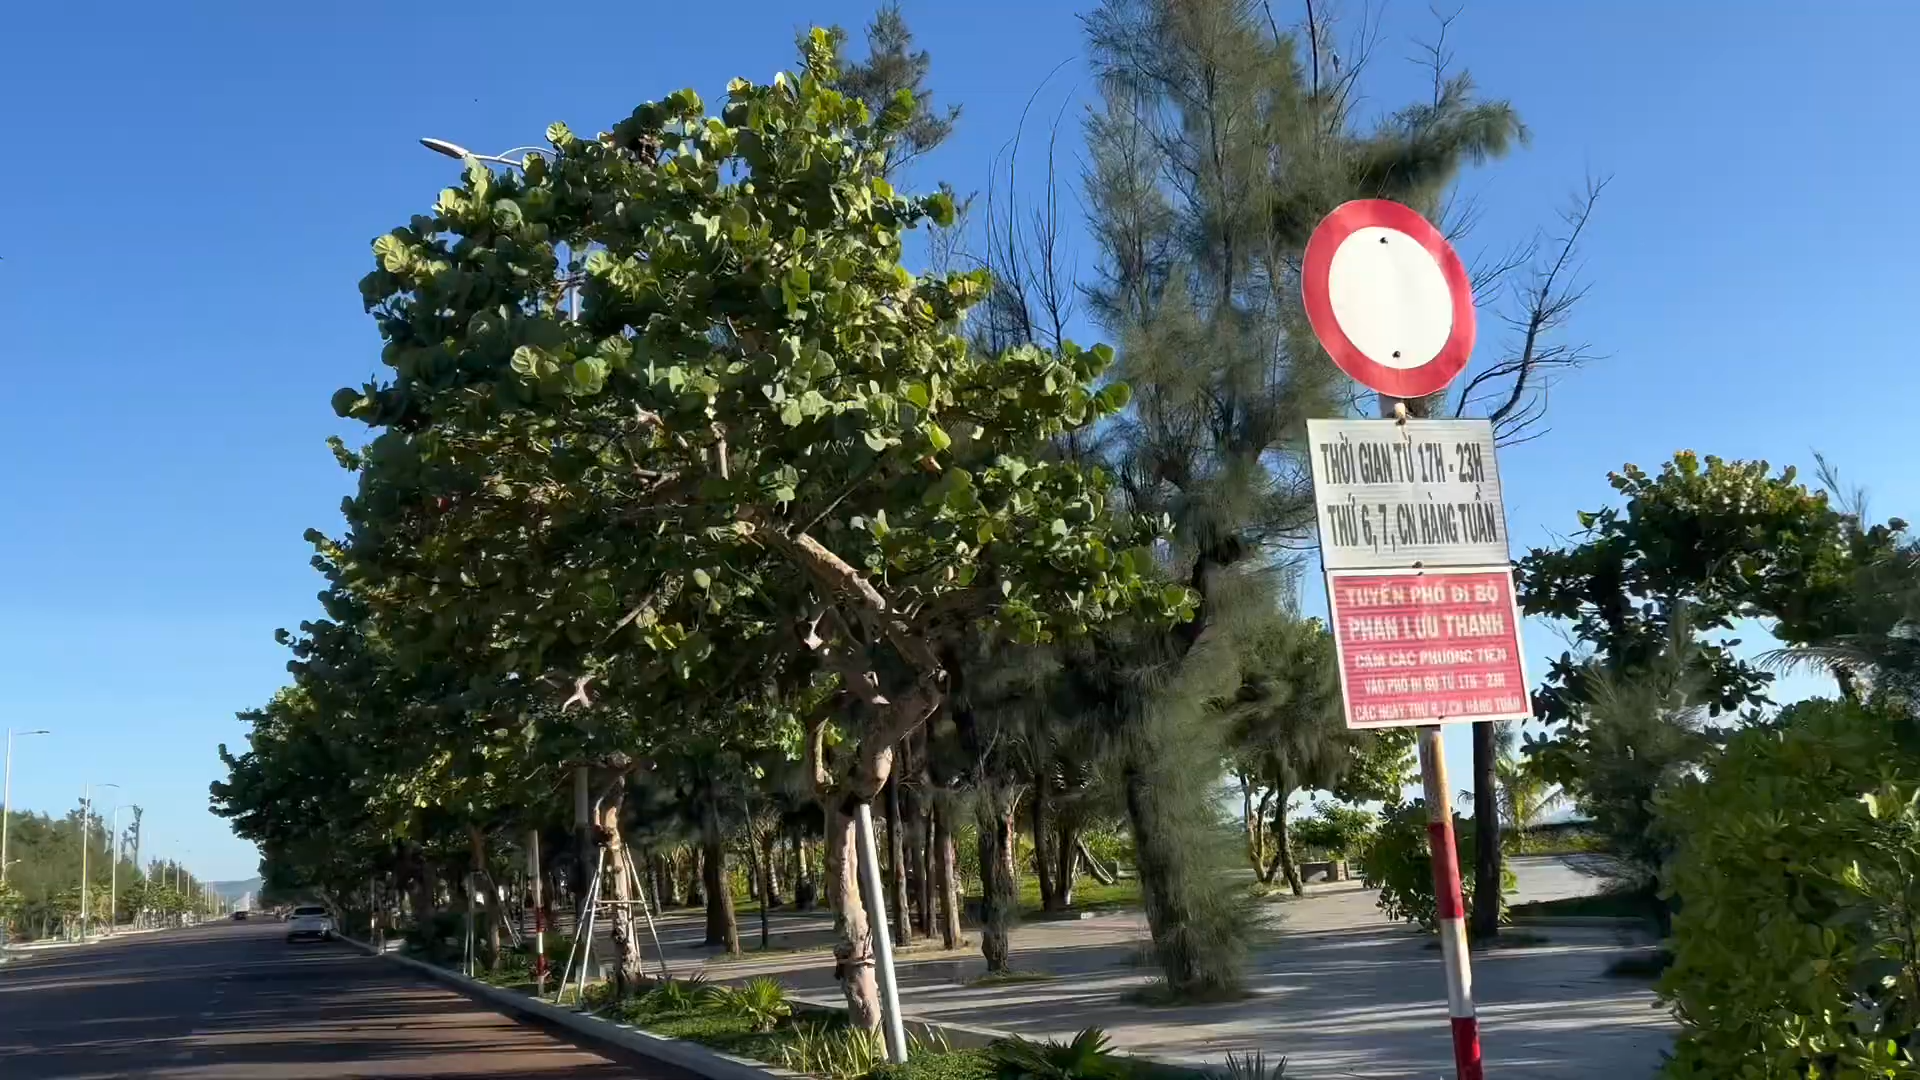 THỜI GIAN TỪ 17H - 23H
THỨ 6, 7, CN HÀNG TUẦN
TUYẾN PHỐ ĐI BỘ
PHAN LƯU THANH
CẤM CÁC PHƯƠNG TIỆN
VÀO PHỐ ĐI BỘ TỪ 17H - 23H
CÁC NGÀY THỨ 6,7,CN HÀNG TUẦN